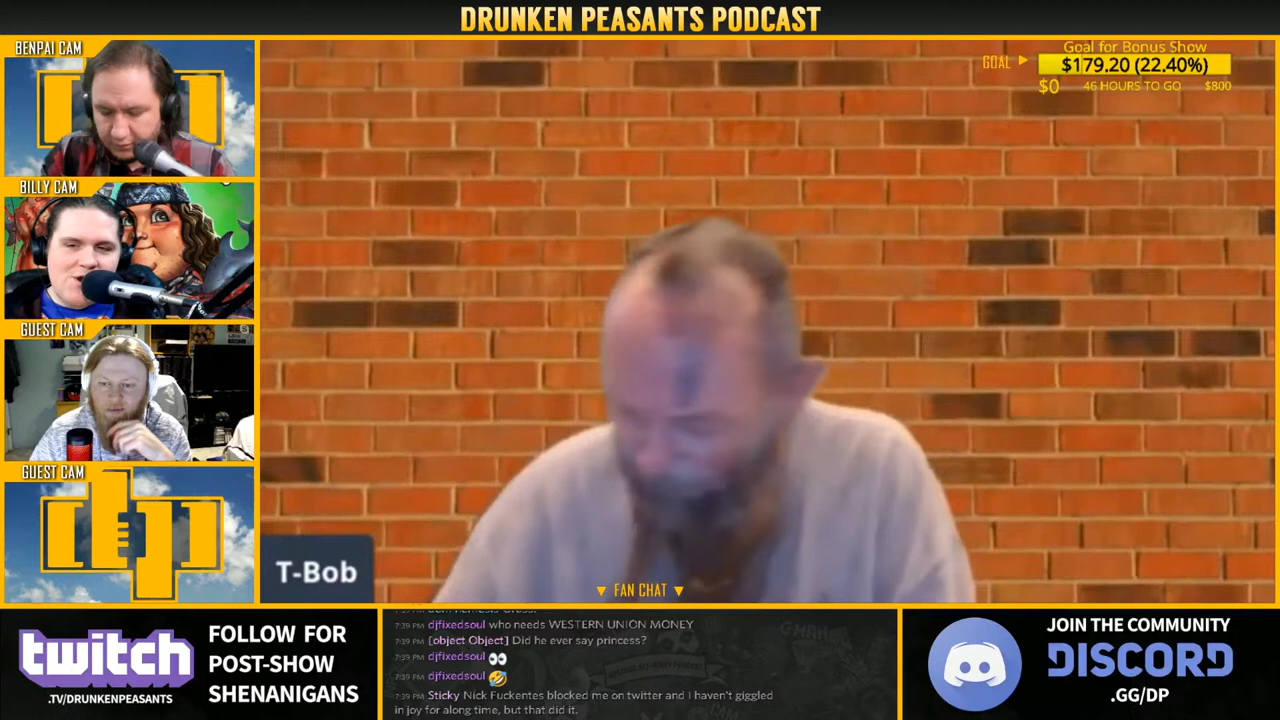 DRUNKEN PEASANTS PODCAST
BENPAI CAM
BILLY CAM
GUEST CAM
GUEST CAM
GOAL
Goal for Bonus Show
$179.20 (22.40%)
$0 46 HOURS TO GO $800
T-Bob
▼ FAN CHAT ▼
twitch
.TV/DRUNKENPEASANTS
FOLLOW FOR
POST-SHOW
SHENANIGANS
7:39 PM djfixedsoul who needs WESTERN UNION MONEY
7:39 PM [object Object] Did he ever say princess?
7:39 PM djfixedsoul 👀
7:39 PM djfixedsoul 🤣
7:39 PM Sticky Nick Fuckentes blocked me on twitter and I haven't giggled
in joy for along time, but that did it.
JOIN THE COMMUNITY
DISCORD
.GG/DP